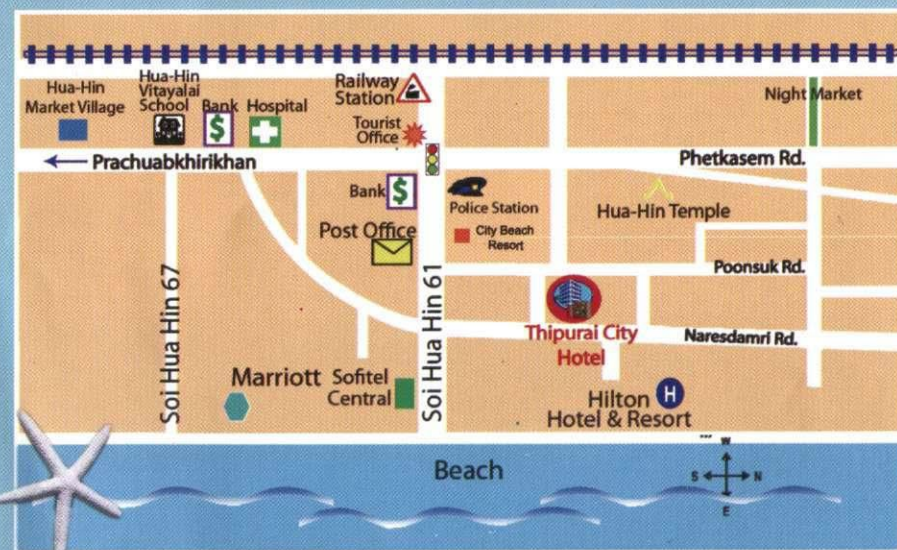 Hua-Hin
Market Village
Hua-Hin
Vitayalai
School
Bank
$
Hospital
Railway
Station
Tourist
Office
Night Market
Prachuabkhirikhan
Phetkasem Rd.
Bank
$
Police Station
City Beach
Resort
Hua-Hin Temple
Post Office
Poonsuk Rd.
Soi Hua Hin 67
Soi Hua Hin 61
Thipurai City
Hotel
Naresdamri Rd.
Marriott
Sofitel
Central
Hilton
H
Hotel & Resort
Beach
W
S
N
E